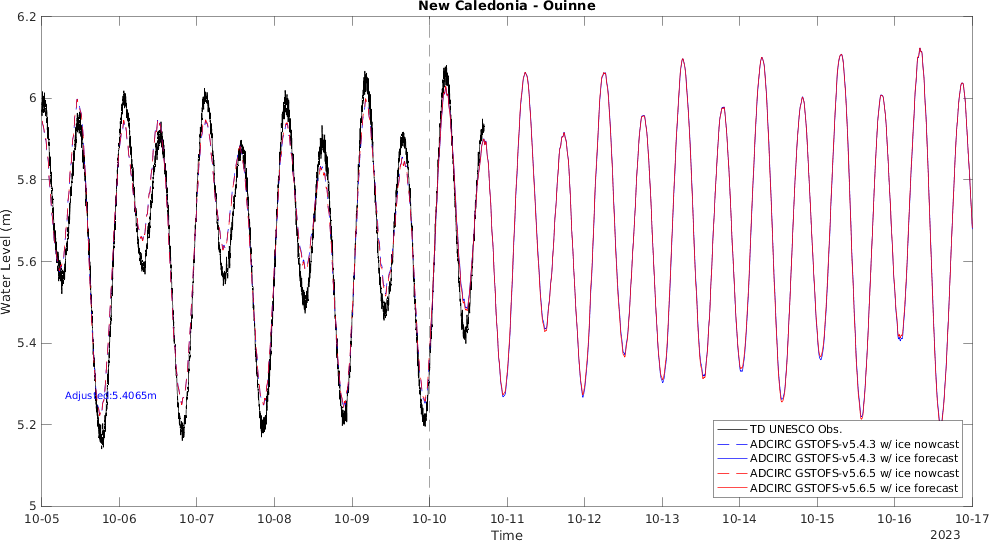 New Caledonia - Ouinne
6.2
6
5.8
5.6
5.4
5.2
5
Water Level (m)
Adjusted:5.4065m
TD UNESCO Obs.
ADCIRC GSTOFS-v5.4.3 w/ ice nowcast
ADCIRC GSTOFS-v5.4.3 w/ ice forecast
ADCIRC GSTOFS-v5.6.5 w/ ice nowcast
ADCIRC GSTOFS-v5.6.5 w/ ice forecast
10-05 10-06 10-07 10-08 10-09 10-10 10-11 10-12 10-13 10-14 10-15 10-16 10-17
Time
2023